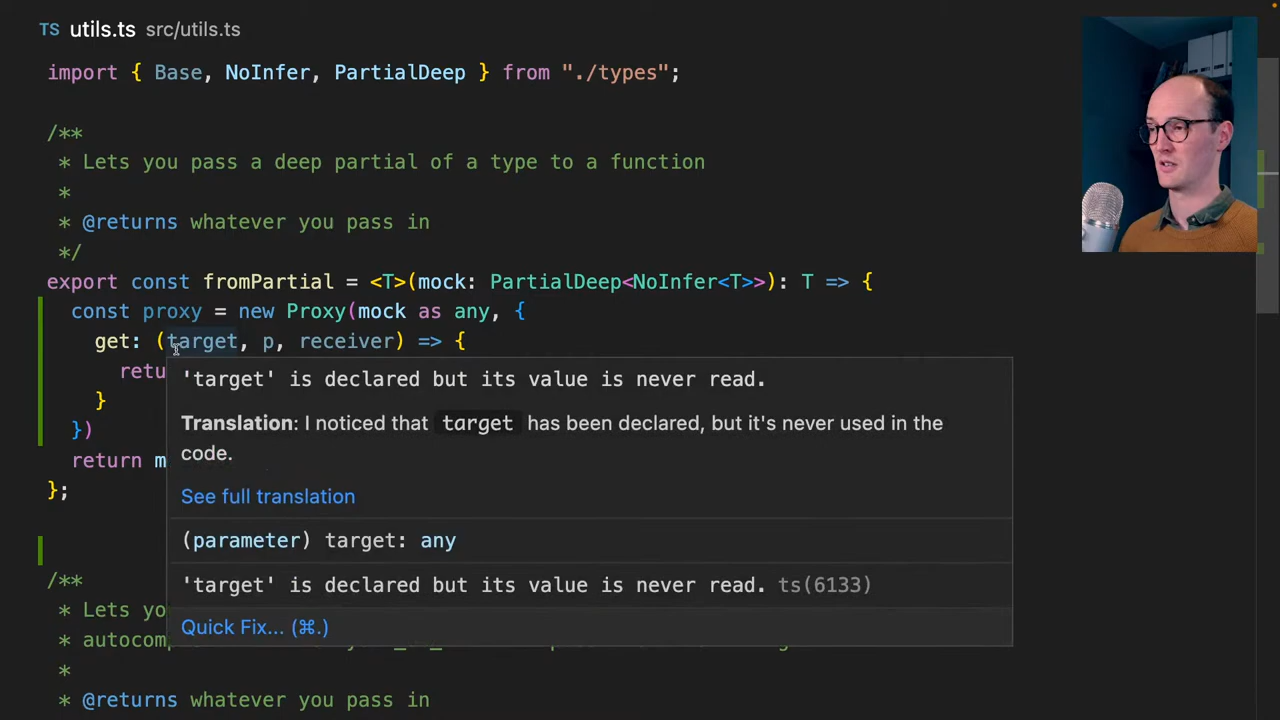 TS utils.ts src/utils.ts
import { Base, NoInfer, PartialDeep } from "./types";
/**
* Lets you pass a deep partial of a type to a function
*
* @returns whatever you pass in
*/
export const fromPartial = <T>(mock: PartialDeep<NoInfer<T>>): T => {
const proxy = new Proxy(mock as any, {
get: (target, p, receiver) => {
retu
'target' is declared but its value is never read.
}
Translation: I noticed that target has been declared, but it's never used in the
})
code.
return m
};
See full translation
(parameter) target: any
/**
'target' is declared but its value is never read. ts(6133)
* Lets yo
Quick Fix... (⌘.)
* autocomp
*
* @returns whatever you pass in